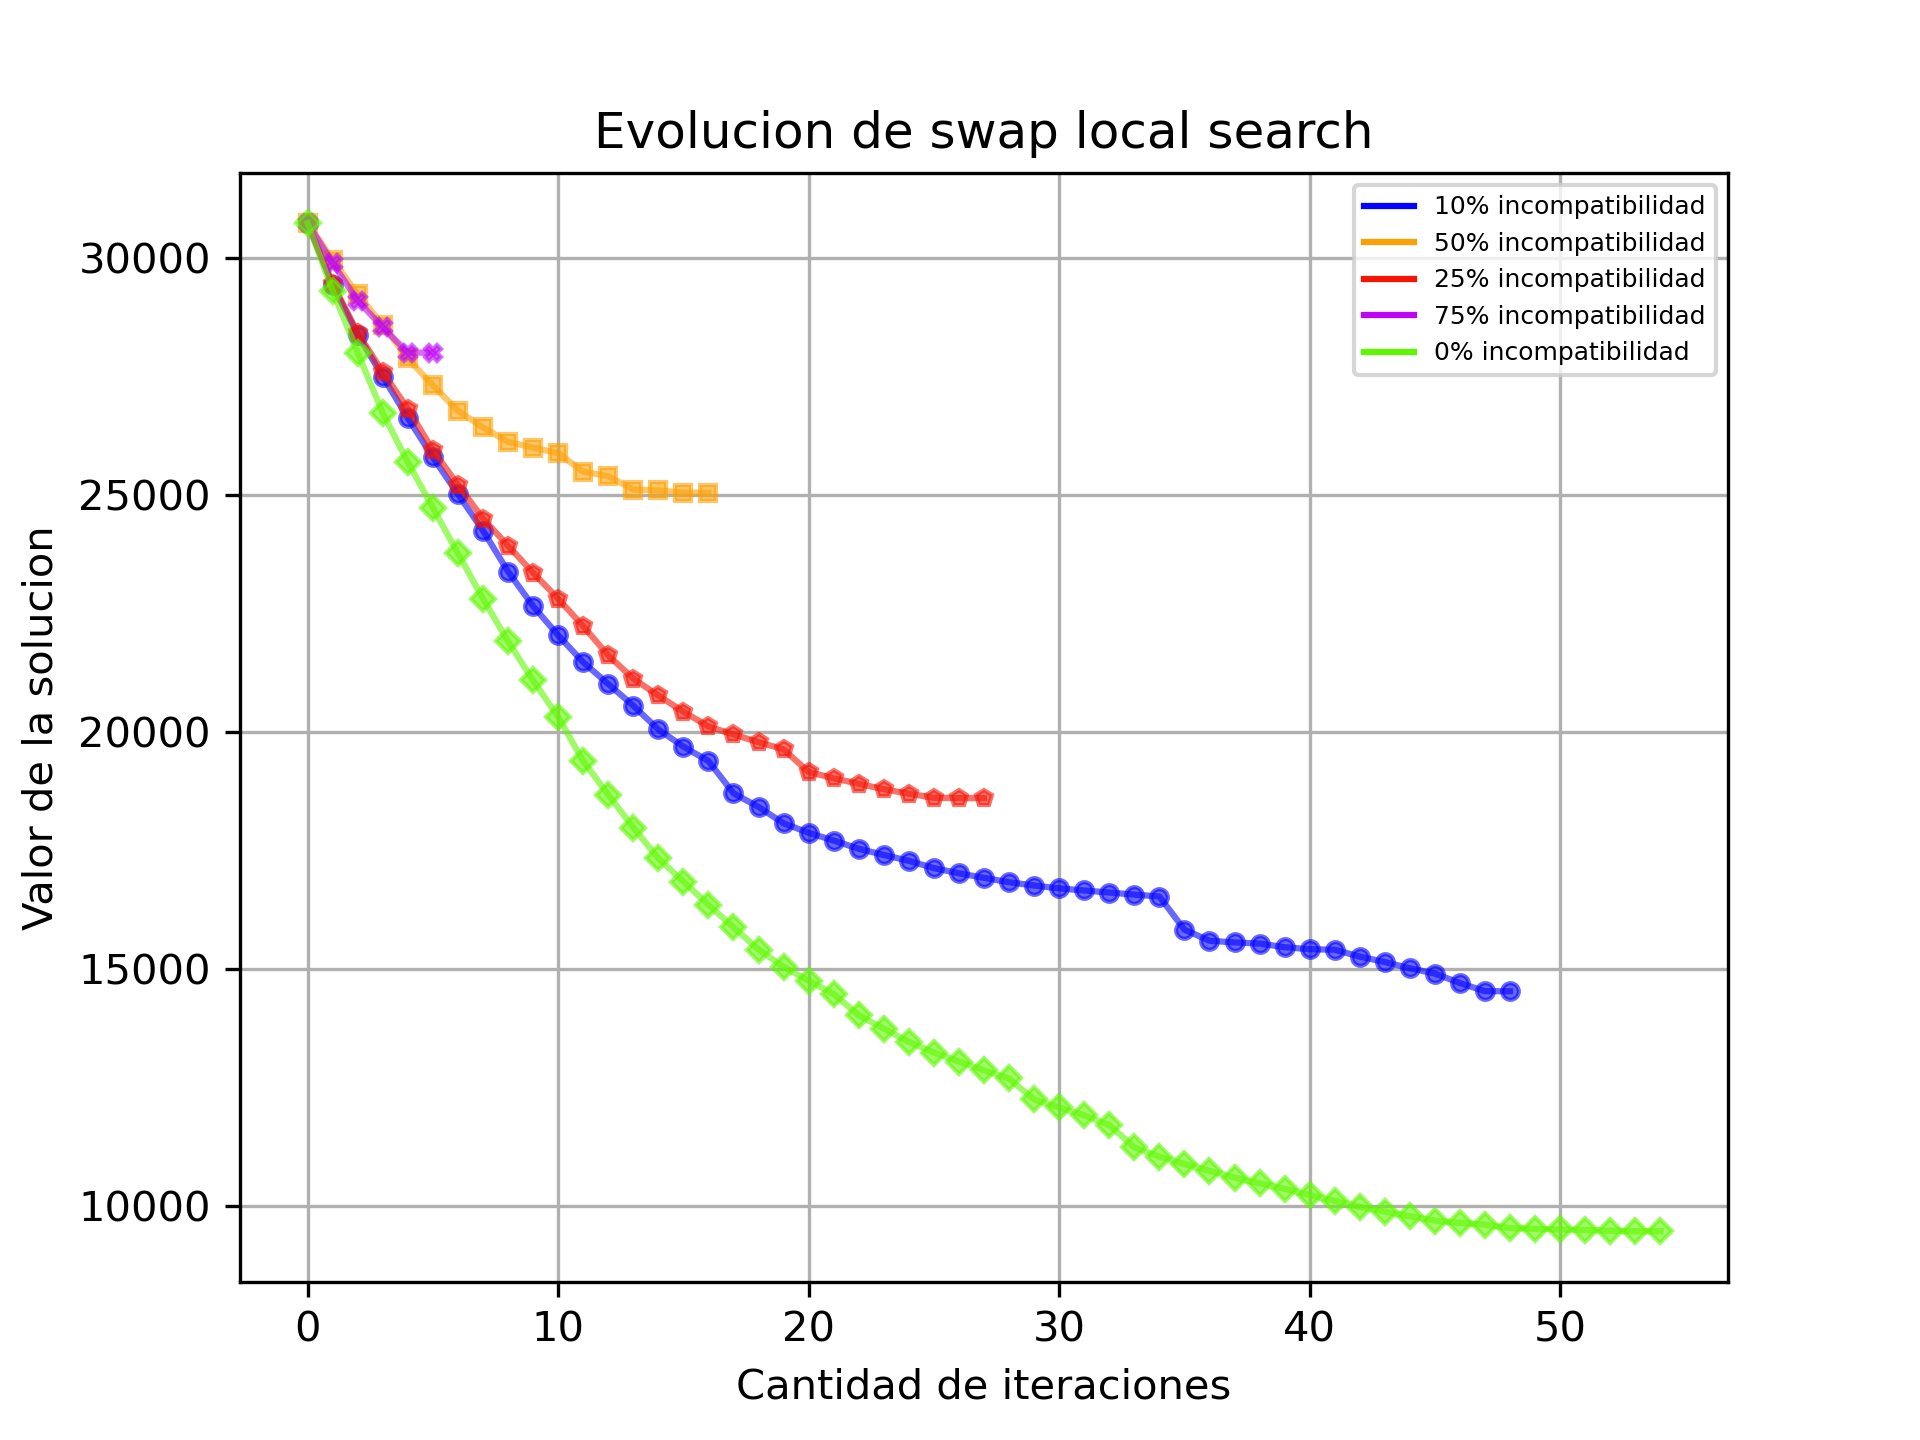 Evolucion de swap local search
10% incompatibilidad
50% incompatibilidad
25% incompatibilidad
75% incompatibilidad
0% incompatibilidad
Valor de la solucion
30000
25000
20000
15000
10000
0 10 20 30 40 50
Cantidad de iteraciones